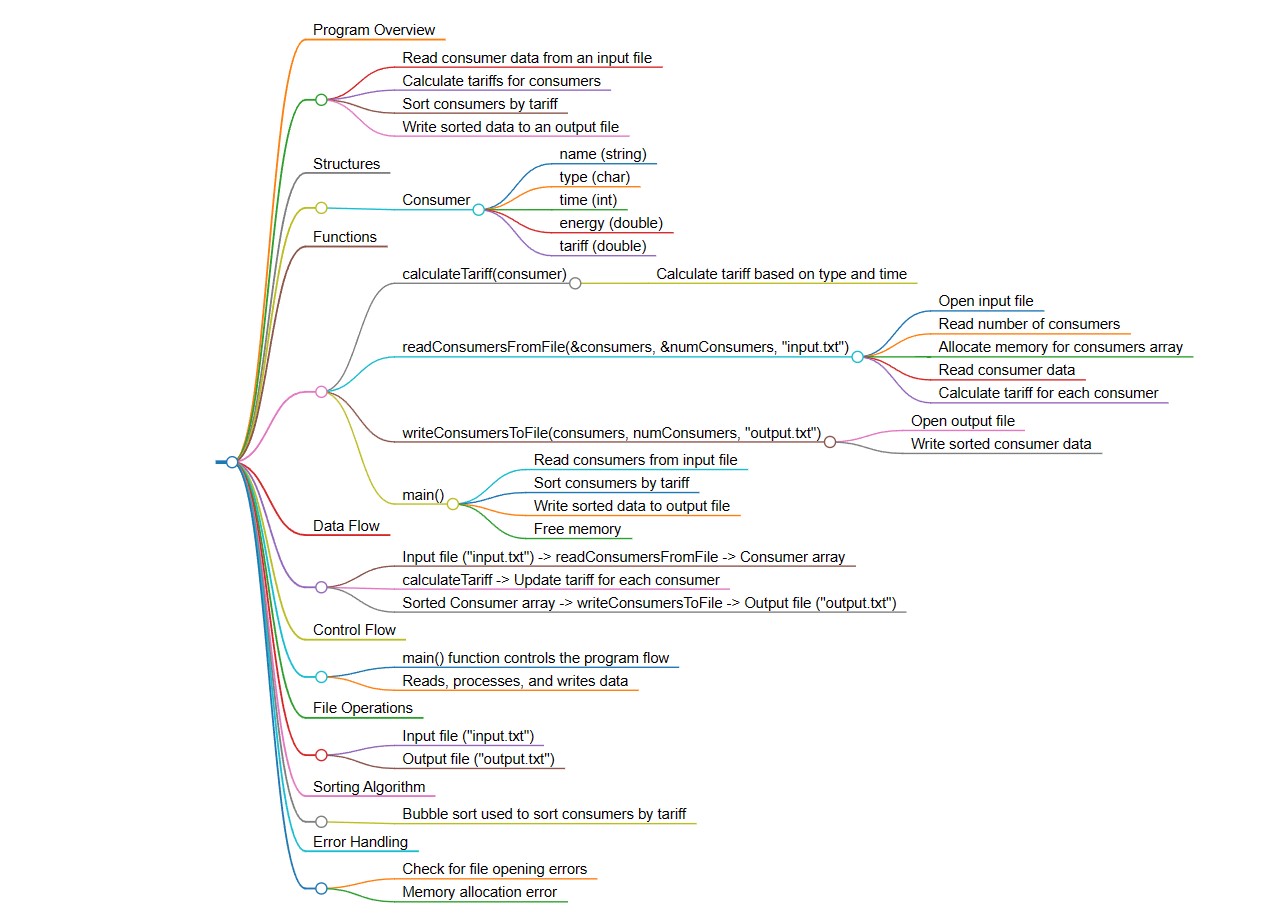 Program Overview
Read consumer data from an input file
Calculate tariffs for consumers
Sort consumers by tariff
Write sorted data to an output file
Structures
Consumer
name (string)
type (char)
time (int)
energy (double)
tariff (double)
Functions
calculateTariff(consumer)
Calculate tariff based on type and time
readConsumersFromFile(&consumers, &numConsumers, "input.txt")
Open input file
Read number of consumers
Allocate memory for consumers array
Read consumer data
Calculate tariff for each consumer
writeConsumersToFile(consumers, numConsumers, "output.txt")
Open output file
Write sorted consumer data
main()
Read consumers from input file
Sort consumers by tariff
Write sorted data to output file
Free memory
Data Flow
Input file ("input.txt") -> readConsumersFromFile -> Consumer array
calculateTariff -> Update tariff for each consumer
Sorted Consumer array -> writeConsumersToFile -> Output file ("output.txt")
Control Flow
main() function controls the program flow
Reads, processes, and writes data
File Operations
Input file ("input.txt")
Output file ("output.txt")
Sorting Algorithm
Bubble sort used to sort consumers by tariff
Error Handling
Check for file opening errors
Memory allocation error